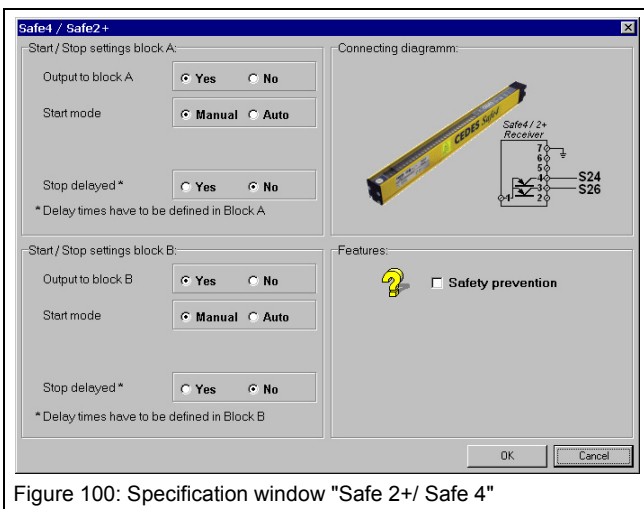 Safe4 / Safe2+
Start / Stop settings block A:
Output to block A
Yes
No
Start mode
Manual
Auto
Stop delayed *
Yes
No
* Delay times have to be defined in Block A
Connecting diagramm:
CEDES Safe4
Safe4 / 2+
Receiver
7
6
5
4
S24
3
S26
1
2
Start / Stop settings block B:
Output to block B
Yes
No
Start mode
Manual
Auto
Stop delayed *
Yes
No
* Delay times have to be defined in Block B
Features:
Safety prevention
OK
Cancel
Figure 100: Specification window "Safe 2+/ Safe 4"